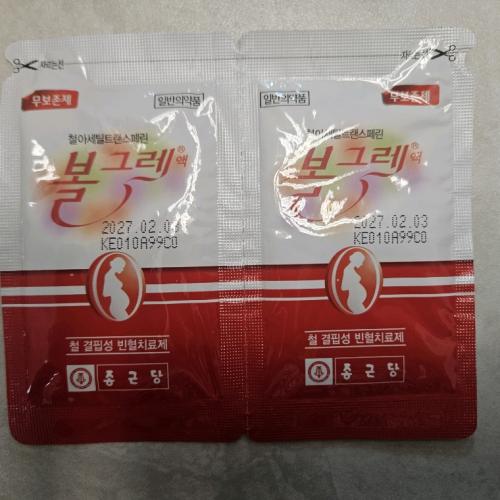 자르는선
무보존제
일반의약품
철아세틸트랜스페린
볼그레®액
2027.02.03
KE010A99C0
철 결핍성 빈혈치료제
종근당
자르는선
일반의약품
무보존제
철아세틸트랜스페린
볼그레®액
2027.02.03
KE010A99C0
철 결핍성 빈혈치료제
종근당